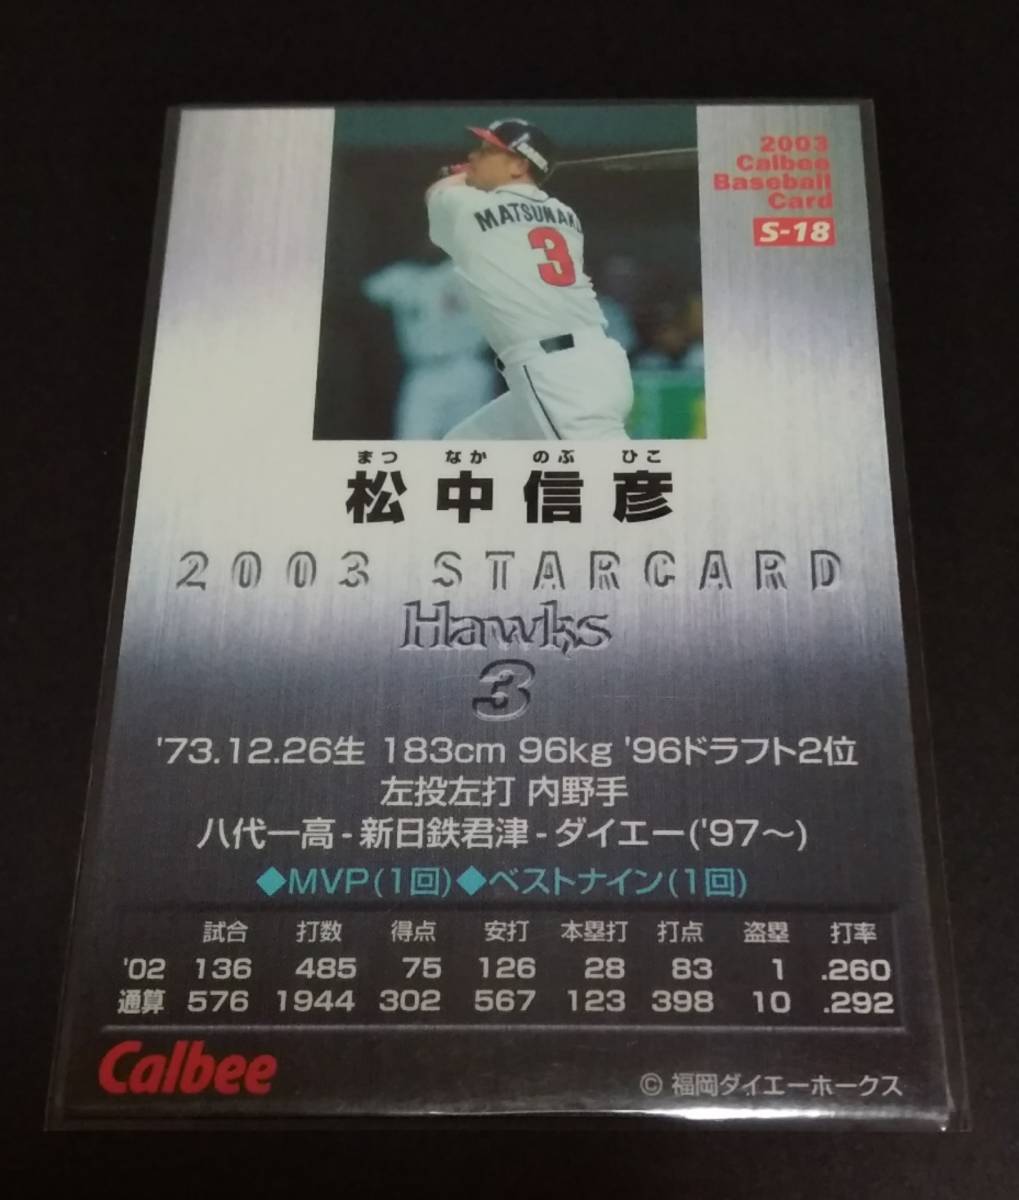 2003
Calbee
Baseball
Card
S-18
MATSUNAKA
3
まつ なか のぶ ひこ
松中信彦
2003 STARCARD
Hawks
3
'73.12.26生 183cm 96kg '96ドラフト2位
左投左打 内野手
八代一高-新日鉄君津-ダイエー('97〜)
◆MVP(1回)◆ベストナイン(1回)
試合 打数 得点 安打 本塁打 打点 盗塁 打率
'02 136 485 75 126 28 83 1 .260
通算 576 1944 302 567 123 398 10 .292
Calbee
© 福岡ダイエーホークス